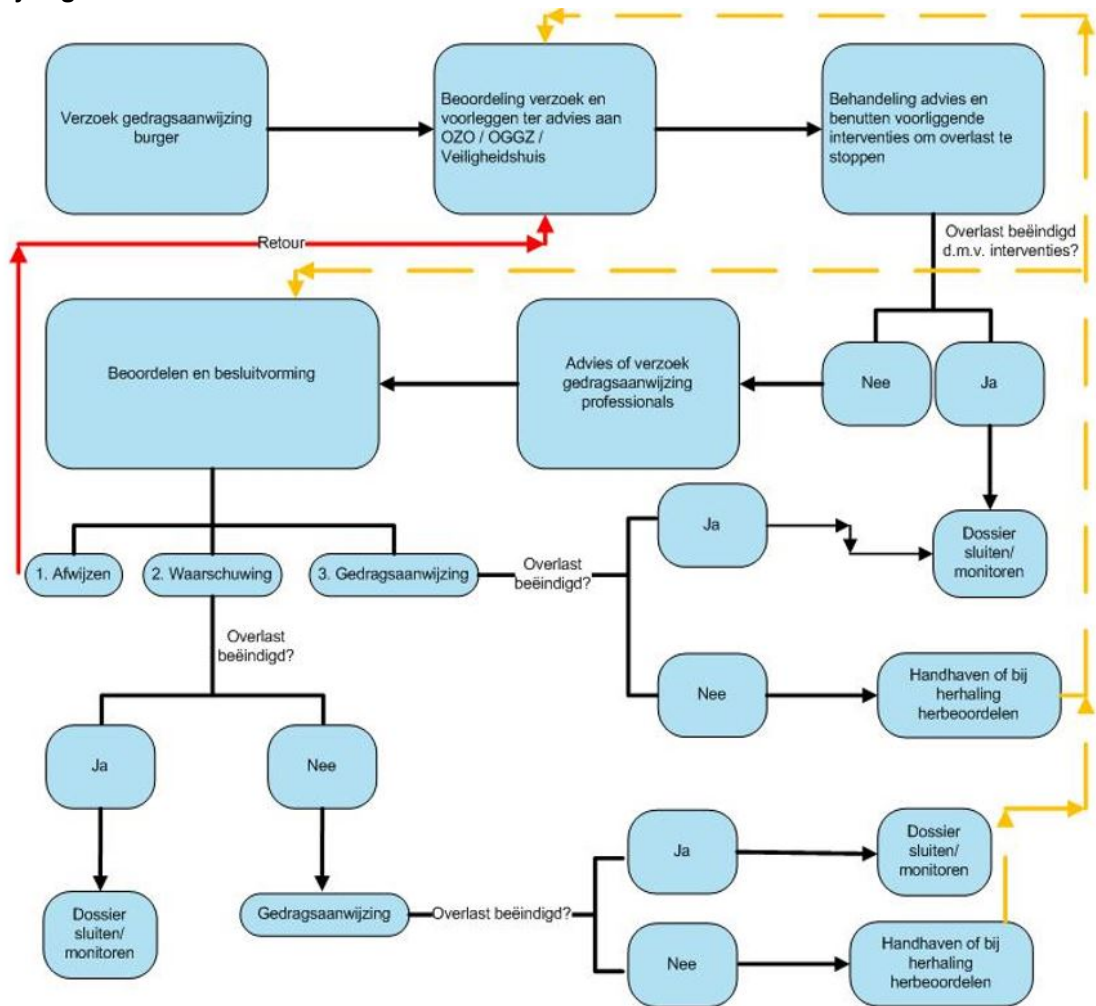 Verzoek gedragsaanwijzing
burger
Beoordeling verzoek en
voorleggen ter advies aan
OZO / OGGZ /
Veiligheidshuis
Behandeling advies en
benutten voorliggende
interventies om overlast te
stoppen
Retour
Overlast beëindigd
d.m.v. interventies?
Beoordelen en besluitvorming
Advies of verzoek
gedragsaanwijzing
professionals
Nee
Ja
1. Afwijzen
2. Waarschuwing
3. Gedragsaanwijzing
Overlast
beëindigd?
Ja
Dossier
sluiten/
monitoren
Nee
Handhaven of bij
herhaling
herbeoordelen
Overlast
beëindigd?
Ja
Nee
Dossier
sluiten/
monitoren
Gedragsaanwijzing
Overlast beëindigd?
Ja
Dossier
sluiten/
monitoren
Nee
Handhaven of bij
herhaling
herbeoordelen